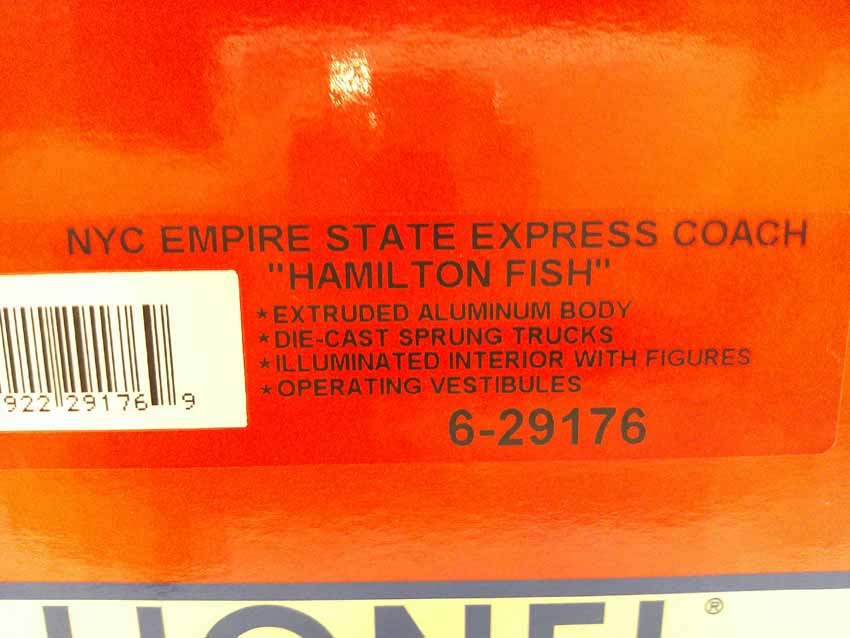 NYC EMPIRE STATE EXPRESS COACH
"HAMILTON FISH"
*EXTRUDED ALUMINUM BODY
*DIE-CAST SPRUNG TRUCKS
*ILLUMINATED INTERIOR WITH FIGURES
*OPERATING VESTIBULES
6-29176
922 29176 9
LIONEL ®